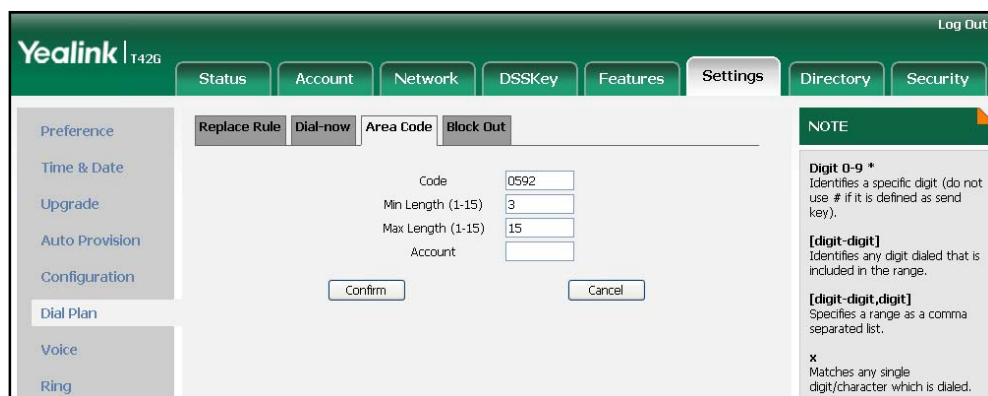 Log Out
Yealink | T42G
Status Account Network DSSKey Features Settings Directory Security
Preference
Time & Date
Upgrade
Auto Provision
Configuration
Dial Plan
Voice
Ring
Replace Rule Dial-now Area Code Block Out
Code 0592
Min Length (1-15) 3
Max Length (1-15) 15
Account
Confirm Cancel
NOTE
Digit 0-9 *
Identifies a specific digit (do not
use # if it is defined as send
key).
[digit-digit]
Identifies any digit dialed that is
included in the range.
[digit-digit,digit]
Specifies a range as a comma
separated list.
x
Matches any single
digit/character which is dialed.